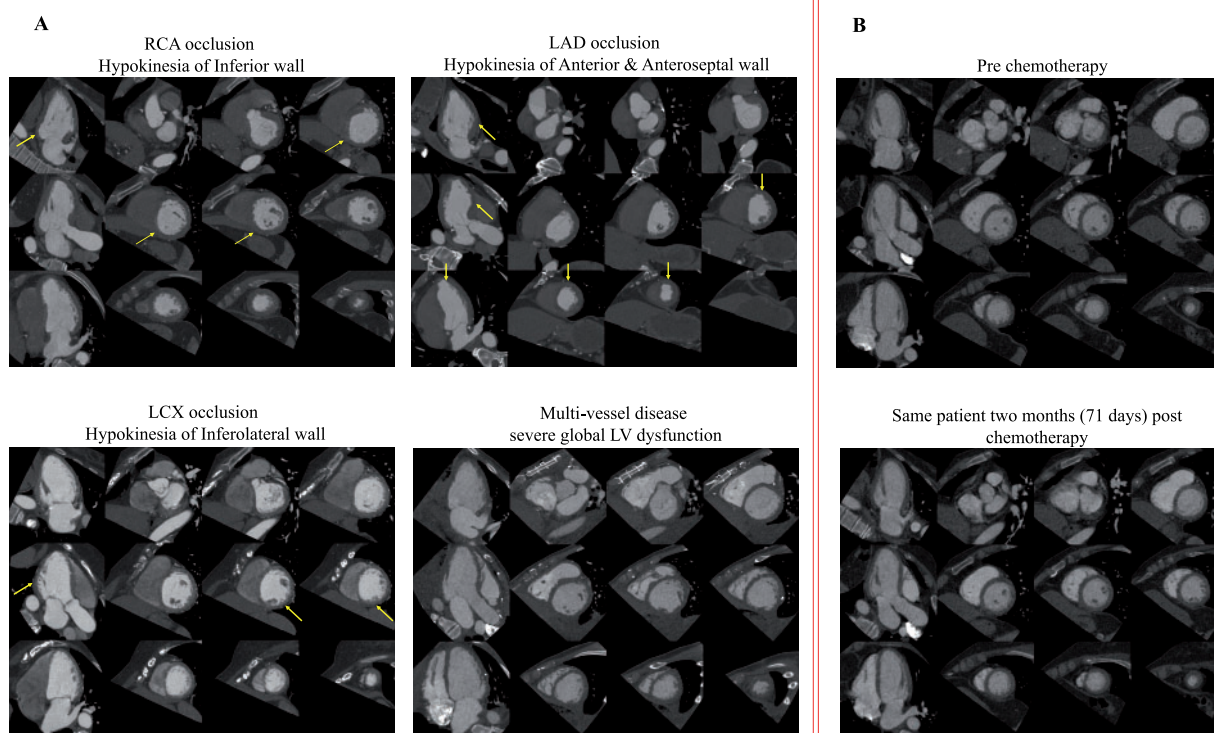 A
RCA occlusion
Hypokinesia of Inferior wall
LAD occlusion
Hypokinesia of Anterior & Anteroseptal wall
LCX occlusion
Hypokinesia of Inferolateral wall
Multi-vessel disease
severe global LV dysfunction
B
Pre chemotherapy
Same patient two months (71 days) post
chemotherapy